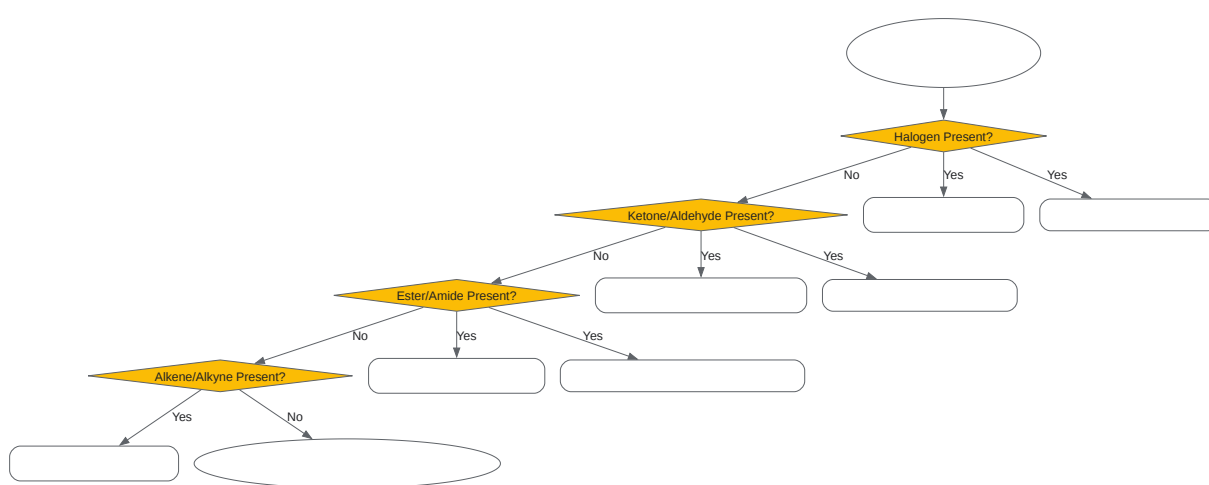 Halogen Present?
No
Yes
Yes
Ketone/Aldehyde Present?
No
Yes
Yes
Ester/Amide Present?
No
Yes
Yes
Alkene/Alkyne Present?
Yes
No